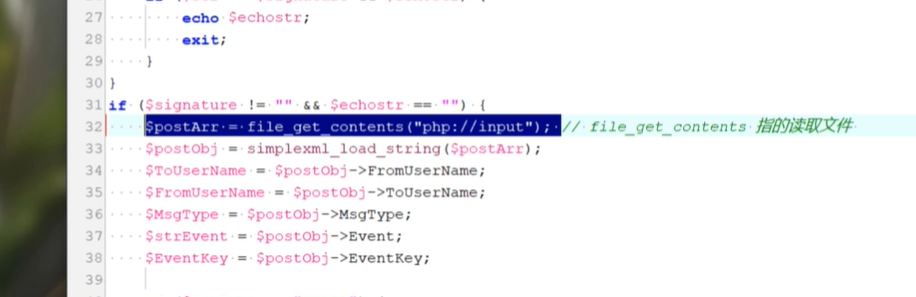 27 echo $echostr;
28 exit;
29 }
30 }
31 if ($signature != "" && $echostr == "") {
32 $postArr = file_get_contents("php://input"); // file_get_contents 指的读取文件
33 $postObj = simplexml_load_string($postArr);
34 $ToUserName = $postObj->FromUserName;
35 $FromUserName = $postObj->ToUserName;
36 $MsgType = $postObj->MsgType;
37 $strEvent = $postObj->Event;
38 $EventKey = $postObj->EventKey;
39